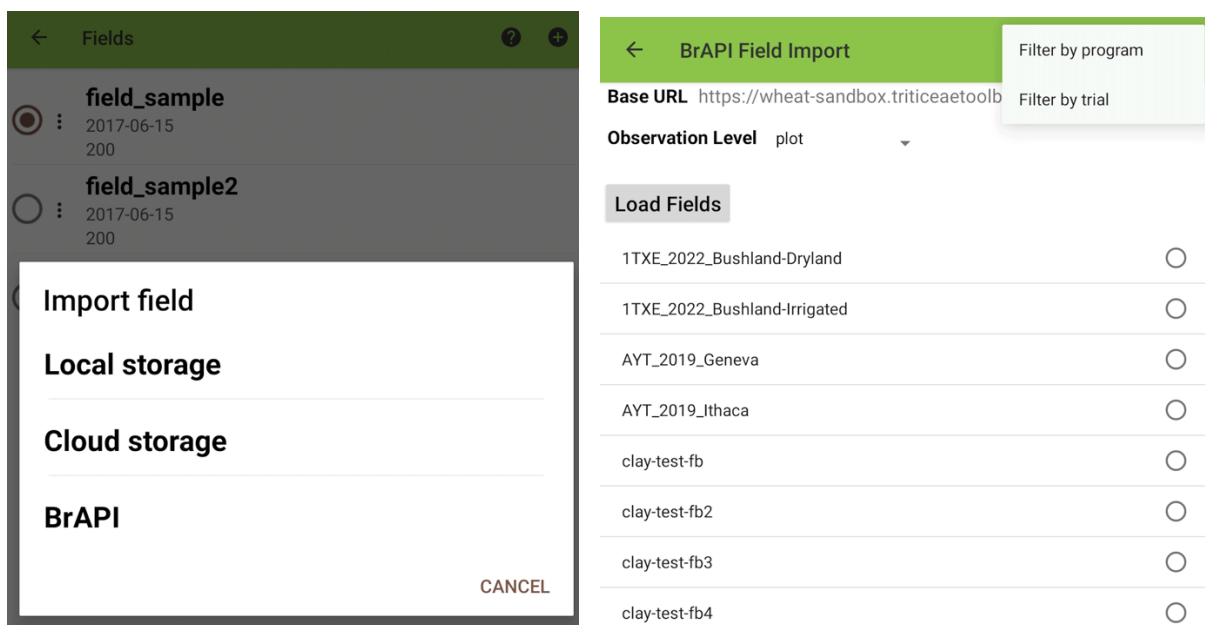 Fields
field_sample
2017-06-15
200
field_sample2
2017-06-15
200
Import field
Local storage
Cloud storage
BrAPI
CANCEL
BrAPI Field Import
Filter by program
Filter by trial
Base URL https://wheat-sandbox.triticeaetoolb
Observation Level plot
Load Fields
1TXE_2022_Bushland-Dryland
1TXE_2022_Bushland-Irrigated
AYT_2019_Geneva
AYT_2019_Ithaca
clay-test-fb
clay-test-fb2
clay-test-fb3
clay-test-fb4